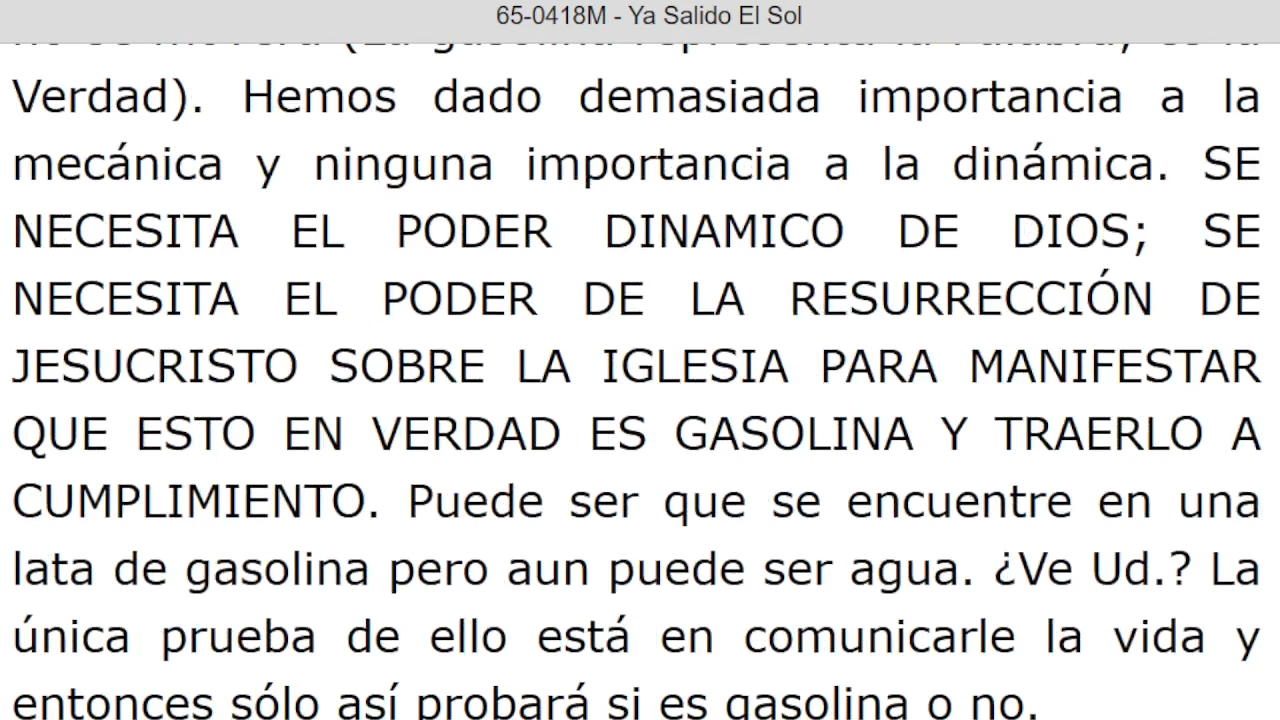 65-0418M - Ya Salido El Sol
Verdad). Hemos dado demasiada importancia a la
mecánica y ninguna importancia a la dinámica. SE
NECESITA EL PODER DINAMICO DE DIOS; SE
NECESITA EL PODER DE LA RESURRECCIÓN DE
JESUCRISTO SOBRE LA IGLESIA PARA MANIFESTAR
QUE ESTO EN VERDAD ES GASOLINA Y TRAERLO A
CUMPLIMIENTO. Puede ser que se encuentre en una
lata de gasolina pero aun puede ser agua. ¿Ve Ud.? La
única prueba de ello está en comunicarle la vida y
entonces sólo así probará si es gasolina o no.